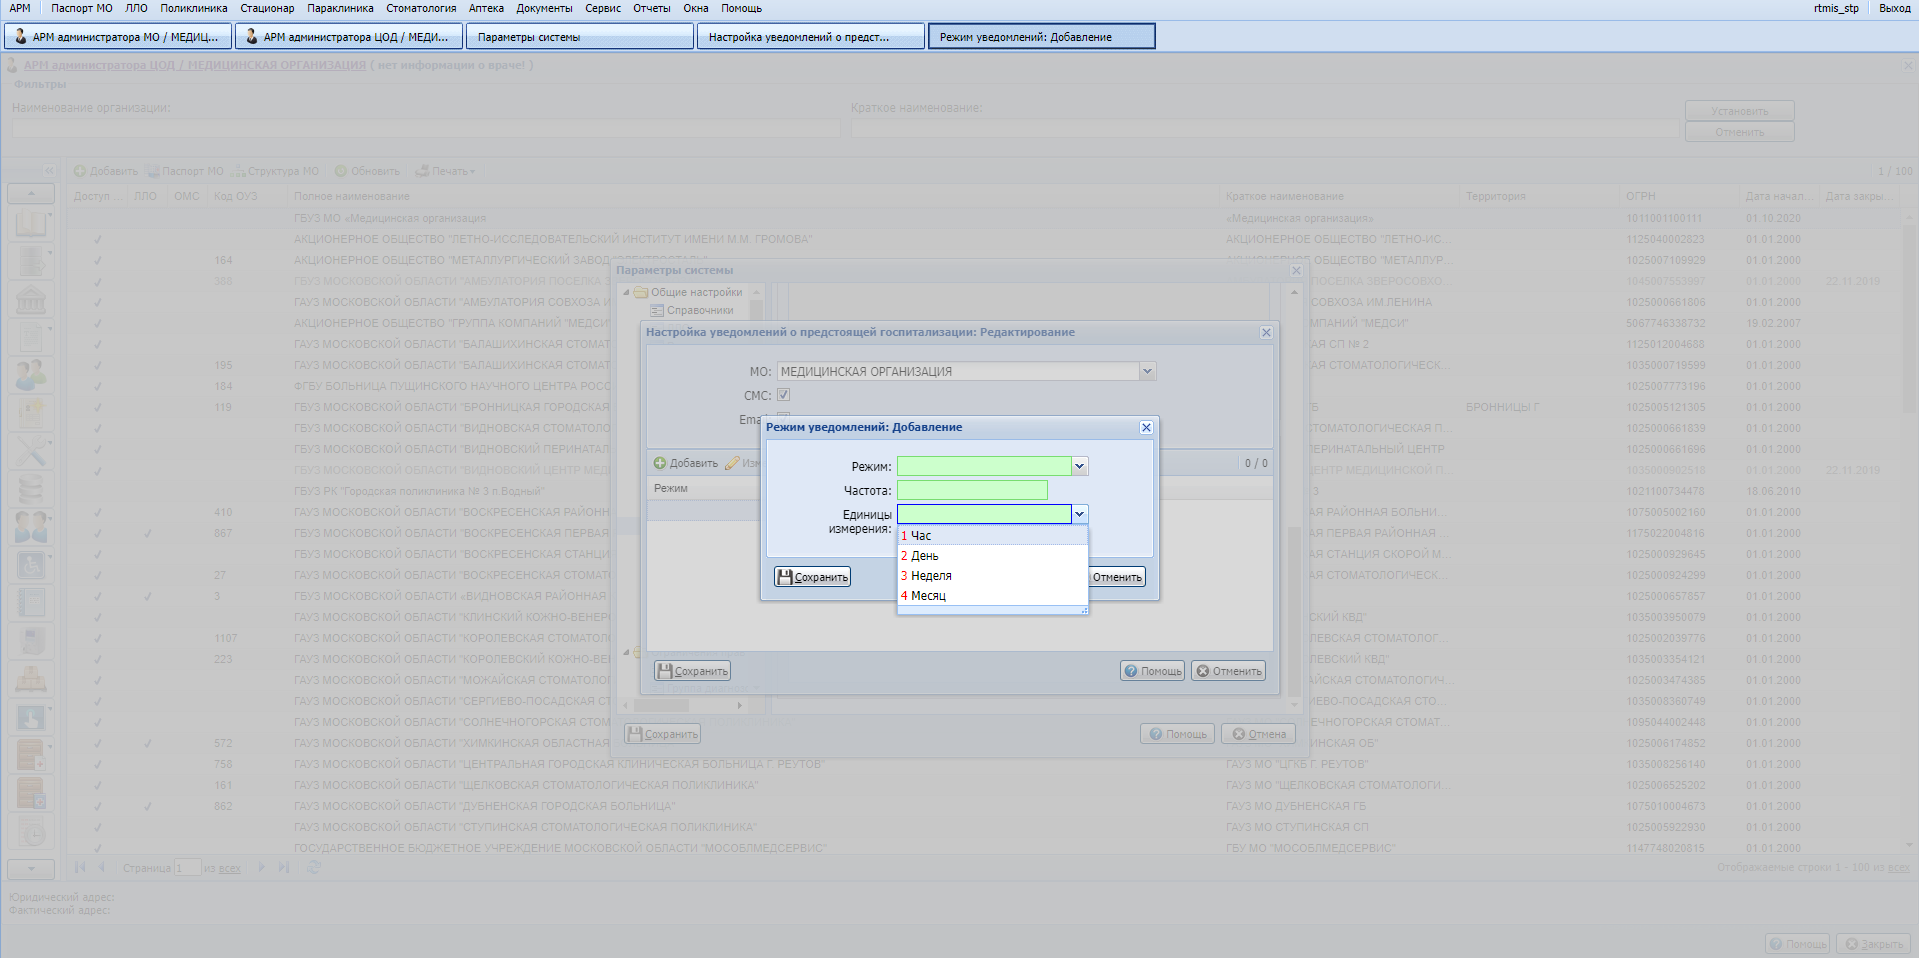 АРМ Паспорт МО ЛЛО Поликлиника Стационар Параклиника Стоматология Аптека Документы Сервис Отчеты Окна Помощь rtmis_stp Выход
АРМ администратора МО / МЕДИЦ... АРМ администратора ЦОД / МЕДИ... Параметры системы Настройка уведомлений о предст... Режим уведомлений: Добавление
АРМ администратора ЦОД / МЕДИЦИНСКАЯ ОРГАНИЗАЦИЯ ( нет информации о враче! )
Фильтры
Наименование организации: Краткое наименование: Установить
Отменить
Добавить Паспорт МО Структура МО Обновить Печать 1 / 100
Доступ ... ЛЛО ОМС Код ОУЗ Полное наименование Краткое наименование Территория ОГРН Дата начал... Дата закры...
ГБУЗ МО «Медицинская организация «Медицинская организация» 1011001100111 01.10.2020
АКЦИОНЕРНОЕ ОБЩЕСТВО "ЛЕТНО-ИССЛЕДОВАТЕЛЬСКИЙ ИНСТИТУТ ИМЕНИ М.М. ГРОМОВА" АКЦИОНЕРНОЕ ОБЩЕСТВО "ЛЕТНО-ИС... 1125040002823 01.01.2000
164 АКЦИОНЕРНОЕ ОБЩЕСТВО "МЕТАЛЛУРГИЧЕСКИЙ ЗАВОД АКЦИОНЕРНОЕ ОБЩЕСТВО "МЕТАЛЛУР... 1025007109929 01.01.2000
Параметры системы
388 ГБУЗ МОСКОВСКОЙ ОБЛАСТИ "АМБУЛАТОРИЯ ПОСЕЛКА ПОСЕЛКА ЗВЕРОСОВХО... 1045007553997 01.01.2000 22.11.2019
Общие настройки
ГАУЗ МОСКОВСКОЙ ОБЛАСТИ "АМБУЛАТОРИЯ СОВХОЗА И СОВХОЗА ИМ.ЛЕНИНА 1025000661806 01.01.2000
Справочники
АКЦИОНЕРНОЕ ОБЩЕСТВО "ГРУППА КОМПАНИЙ "МЕДСИ" МПАНИЙ "МЕДСИ" 5067746338732 19.02.2007
Настройка уведомлений о предстоящей госпитализации: Редактирование
ГАУЗ МОСКОВСКОЙ ОБЛАСТИ "БАЛАШИХИНСКАЯ СТОМАТ АЯ СП № 2 1125012004688 01.01.2000
195 ГАУЗ МОСКОВСКОЙ ОБЛАСТИ "БАЛАШИХИНСКАЯ СТОМАТ АЯ СТОМАТОЛОГИЧЕСК... 1035000719599 01.01.2000
МО: МЕДИЦИНСКАЯ ОРГАНИЗАЦИЯ
184 ФГБУ БОЛЬНИЦА ПУЩИНСКОГО НАУЧНОГО ЦЕНТРА РОСС 1025007773196 01.01.2000
СМС:
119 ГБУЗ МОСКОВСКОЙ ОБЛАСТИ "БРОННИЦКАЯ ГОРОДСКАЯ ГБ БРОННИЦЫ Г 1025005121305 01.01.2000
Email
ГБУЗ МОСКОВСКОЙ ОБЛАСТИ "ВИДНОВСКАЯ СТОМАТОЛО СТОМАТОЛОГИЧЕСКАЯ П... 1025000661839 01.01.2000
Режим уведомлений: Добавление
ГБУЗ МОСКОВСКОЙ ОБЛАСТИ "ВИДНОВСКИЙ ПЕРИНАТАЛ ПЕРИНАТАЛЬНЫЙ ЦЕНТР 1025000661696 01.01.2000
ГБУЗ МОСКОВСКОЙ ОБЛАСТИ "ВИДНОВСКИЙ ЦЕНТР МЕД ЦЕНТР МЕДИЦИНСКОЙ П... 1035000902518 01.01.2000 22.11.2019
Добавить Изм 0 / 0
Режим:
Режим
Частота:
ГБУЗ РК "Городская поликлиника № 3 п.Водный" 3 1021100734478 18.06.2010
Единицы
измерения:
410 ГАУЗ МОСКОВСКОЙ ОБЛАСТИ "ВОСКРЕСЕНСКАЯ РАЙОНН РАЙОННАЯ БОЛЬНИ... 1075005002160 01.01.2000
867 ГАУЗ МОСКОВСКОЙ ОБЛАСТИ "ВОСКРЕСЕНСКАЯ ПЕРВАЯ ПЕРВАЯ РАЙОННАЯ ... 1175022004816 01.01.2000
1 Час
2 День
3 Неделя
4 Месяц
ГБУЗ МОСКОВСКОЙ ОБЛАСТИ "ВОСКРЕСЕНСКАЯ СТАНЦИ СТАНЦИЯ СКОРОЙ М... 1025000929645 01.01.2000
Сохранить Отменить
27 ГАУЗ МОСКОВСКОЙ ОБЛАСТИ "ВОСКРЕСЕНСКАЯ СТОМАТ СТОМАТОЛОГИЧЕСК... 1025000924299 01.01.2000
3 ГБУЗ МОСКОВСКОЙ ОБЛАСТИ «ВИДНОВСКАЯ РАЙОННАЯ 1025000657857 01.01.2000
ГАУЗ МОСКОВСКОЙ ОБЛАСТИ "КЛИНСКИЙ КОЖНО-ВЕНЕР СКИЙ КВД" 1035003950079 01.01.2000
1107 ГАУЗ МОСКОВСКОЙ ОБЛАСТИ "КОРОЛЕВСКАЯ СТОМАТОЛ ЛЕВСКАЯ СТОМАТОЛОГ... 1025002039776 01.01.2000
223 ГАУЗ МОСКОВСКОЙ ОБЛАСТИ "КОРОЛЕВСКИЙ КОЖНО-ВЕН ЛЕВСКИЙ КВД" 1035003354121 01.01.2000
Сохранить Помощь Отменить
ГАУЗ МОСКОВСКОЙ ОБЛАСТИ "МОЖАЙСКАЯ СТОМАТОЛОГ АЙСКАЯ СТОМАТОЛОГИЧ... 1025003474385 01.01.2000
ГАУЗ МОСКОВСКОЙ ОБЛАСТИ "СЕРГИЕВО-ПОСАДСКАЯ СТ ЕВО-ПОСАДСКАЯ СТО... 1035008360749 01.01.2000
ГАУЗ МОСКОВСКОЙ ОБЛАСТИ "СОЛНЕЧНОГОРСКАЯ СТОМ ЕЧНОГОРСКАЯ СТОМАТ... 1095044002448 01.01.2000
Сохранить Помощь Отмена
572 ГАУЗ МОСКОВСКОЙ ОБЛАСТИ "ХИМКИНСКАЯ ОБЛАСТНАЯ ИНСКАЯ ОБ" 1025006174852 01.01.2000
758 ГАУЗ МОСКОВСКОЙ ОБЛАСТИ "ЦЕНТРАЛЬНАЯ ГОРОДСКАЯ КЛИНИЧЕСКАЯ БОЛЬНИЦА Г. РЕУТОВ" ГАУЗ МО "ЦГКБ Г. РЕУТОВ" 1035008256140 01.01.2000
161 ГАУЗ МОСКОВСКОЙ ОБЛАСТИ "ЩЕЛКОВСКАЯ СТОМАТОЛОГИЧЕСКАЯ ПОЛИКЛИНИКА" ГАУЗ МО "ЩЕЛКОВСКАЯ СТОМАТОЛОГИ... 1025006525202 01.01.2000
862 ГАУЗ МОСКОВСКОЙ ОБЛАСТИ "ДУБНЕНСКАЯ ГОРОДСКАЯ БОЛЬНИЦА" ГАУЗ МО ДУБНЕНСКАЯ ГБ 1075010004673 01.01.2000
ГАУЗ МОСКОВСКОЙ ОБЛАСТИ "СТУПИНСКАЯ СТОМАТОЛОГИЧЕСКАЯ ПОЛИКЛИНИКА" ГАУЗ МО СТУПИНСКАЯ СП 1025005922930 01.01.2000
ГОСУДАРСТВЕННОЕ БЮДЖЕТНОЕ УЧРЕЖДЕНИЕ МОСКОВСКОЙ ОБЛАСТИ "МОСОБЛМЕДСЕРВИС" ГБУ МО "МОСОБЛМЕДСЕРВИС" 1147748020815 01.01.2000
Страница 1 из всех Отображаемые строки 1 - 100 из всех
Юридический адрес:
Фактический адрес:
Помощь Закрыть